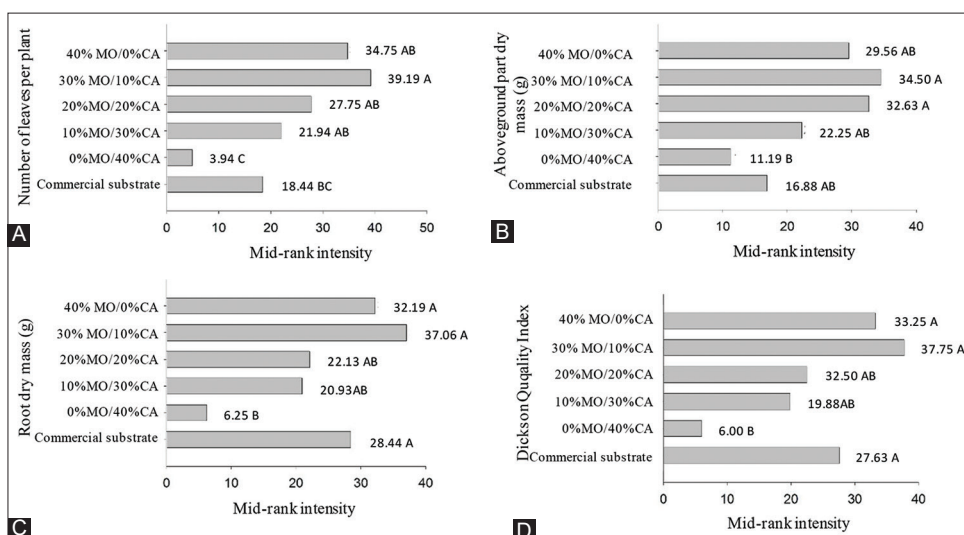 Number of leaves per plant
40% MO/0%CA
34.75 AB
30% MO/10%CA
39.19 A
20%MO/20%CA
27.75 AB
10%MO/30%CA
21.94 AB
0%MO/40%CA
3.94 C
Commercial substrate
18.44 BC
0 10 20 30 40 50
Mid-rank intensity
A
Aboveground part dry
mass (g)
40% MO/0%CA
29.56 AB
30% MO/10%CA
34.50 A
20%MO/20%CA
32.63 A
10%MO/30%CA
22.25 AB
0%MO/40%CA
11.19 B
Commercial substrate
16.88 AB
0 10 20 30 40
Mid-rank intensity
B
Root dry mass (g)
40% MO/0%CA
32.19 A
30% MO/10%CA
37.06 A
20%MO/20%CA
22.13 AB
10%MO/30%CA
20.93AB
0%MO/40%CA
6.25 B
Commercial substrate
28.44 A
0 10 20 30 40
Mid-rank intensity
C
Dickson Quqality Index
40% MO/0%CA
33.25 A
30% MO/10%CA
37.75 A
20%MO/20%CA
32.50 AB
10%MO/30%CA
19.88AB
0%MO/40%CA
6.00 B
Commercial substrate
27.63 A
0 10 20 30 40
Mid-rank intensity
D